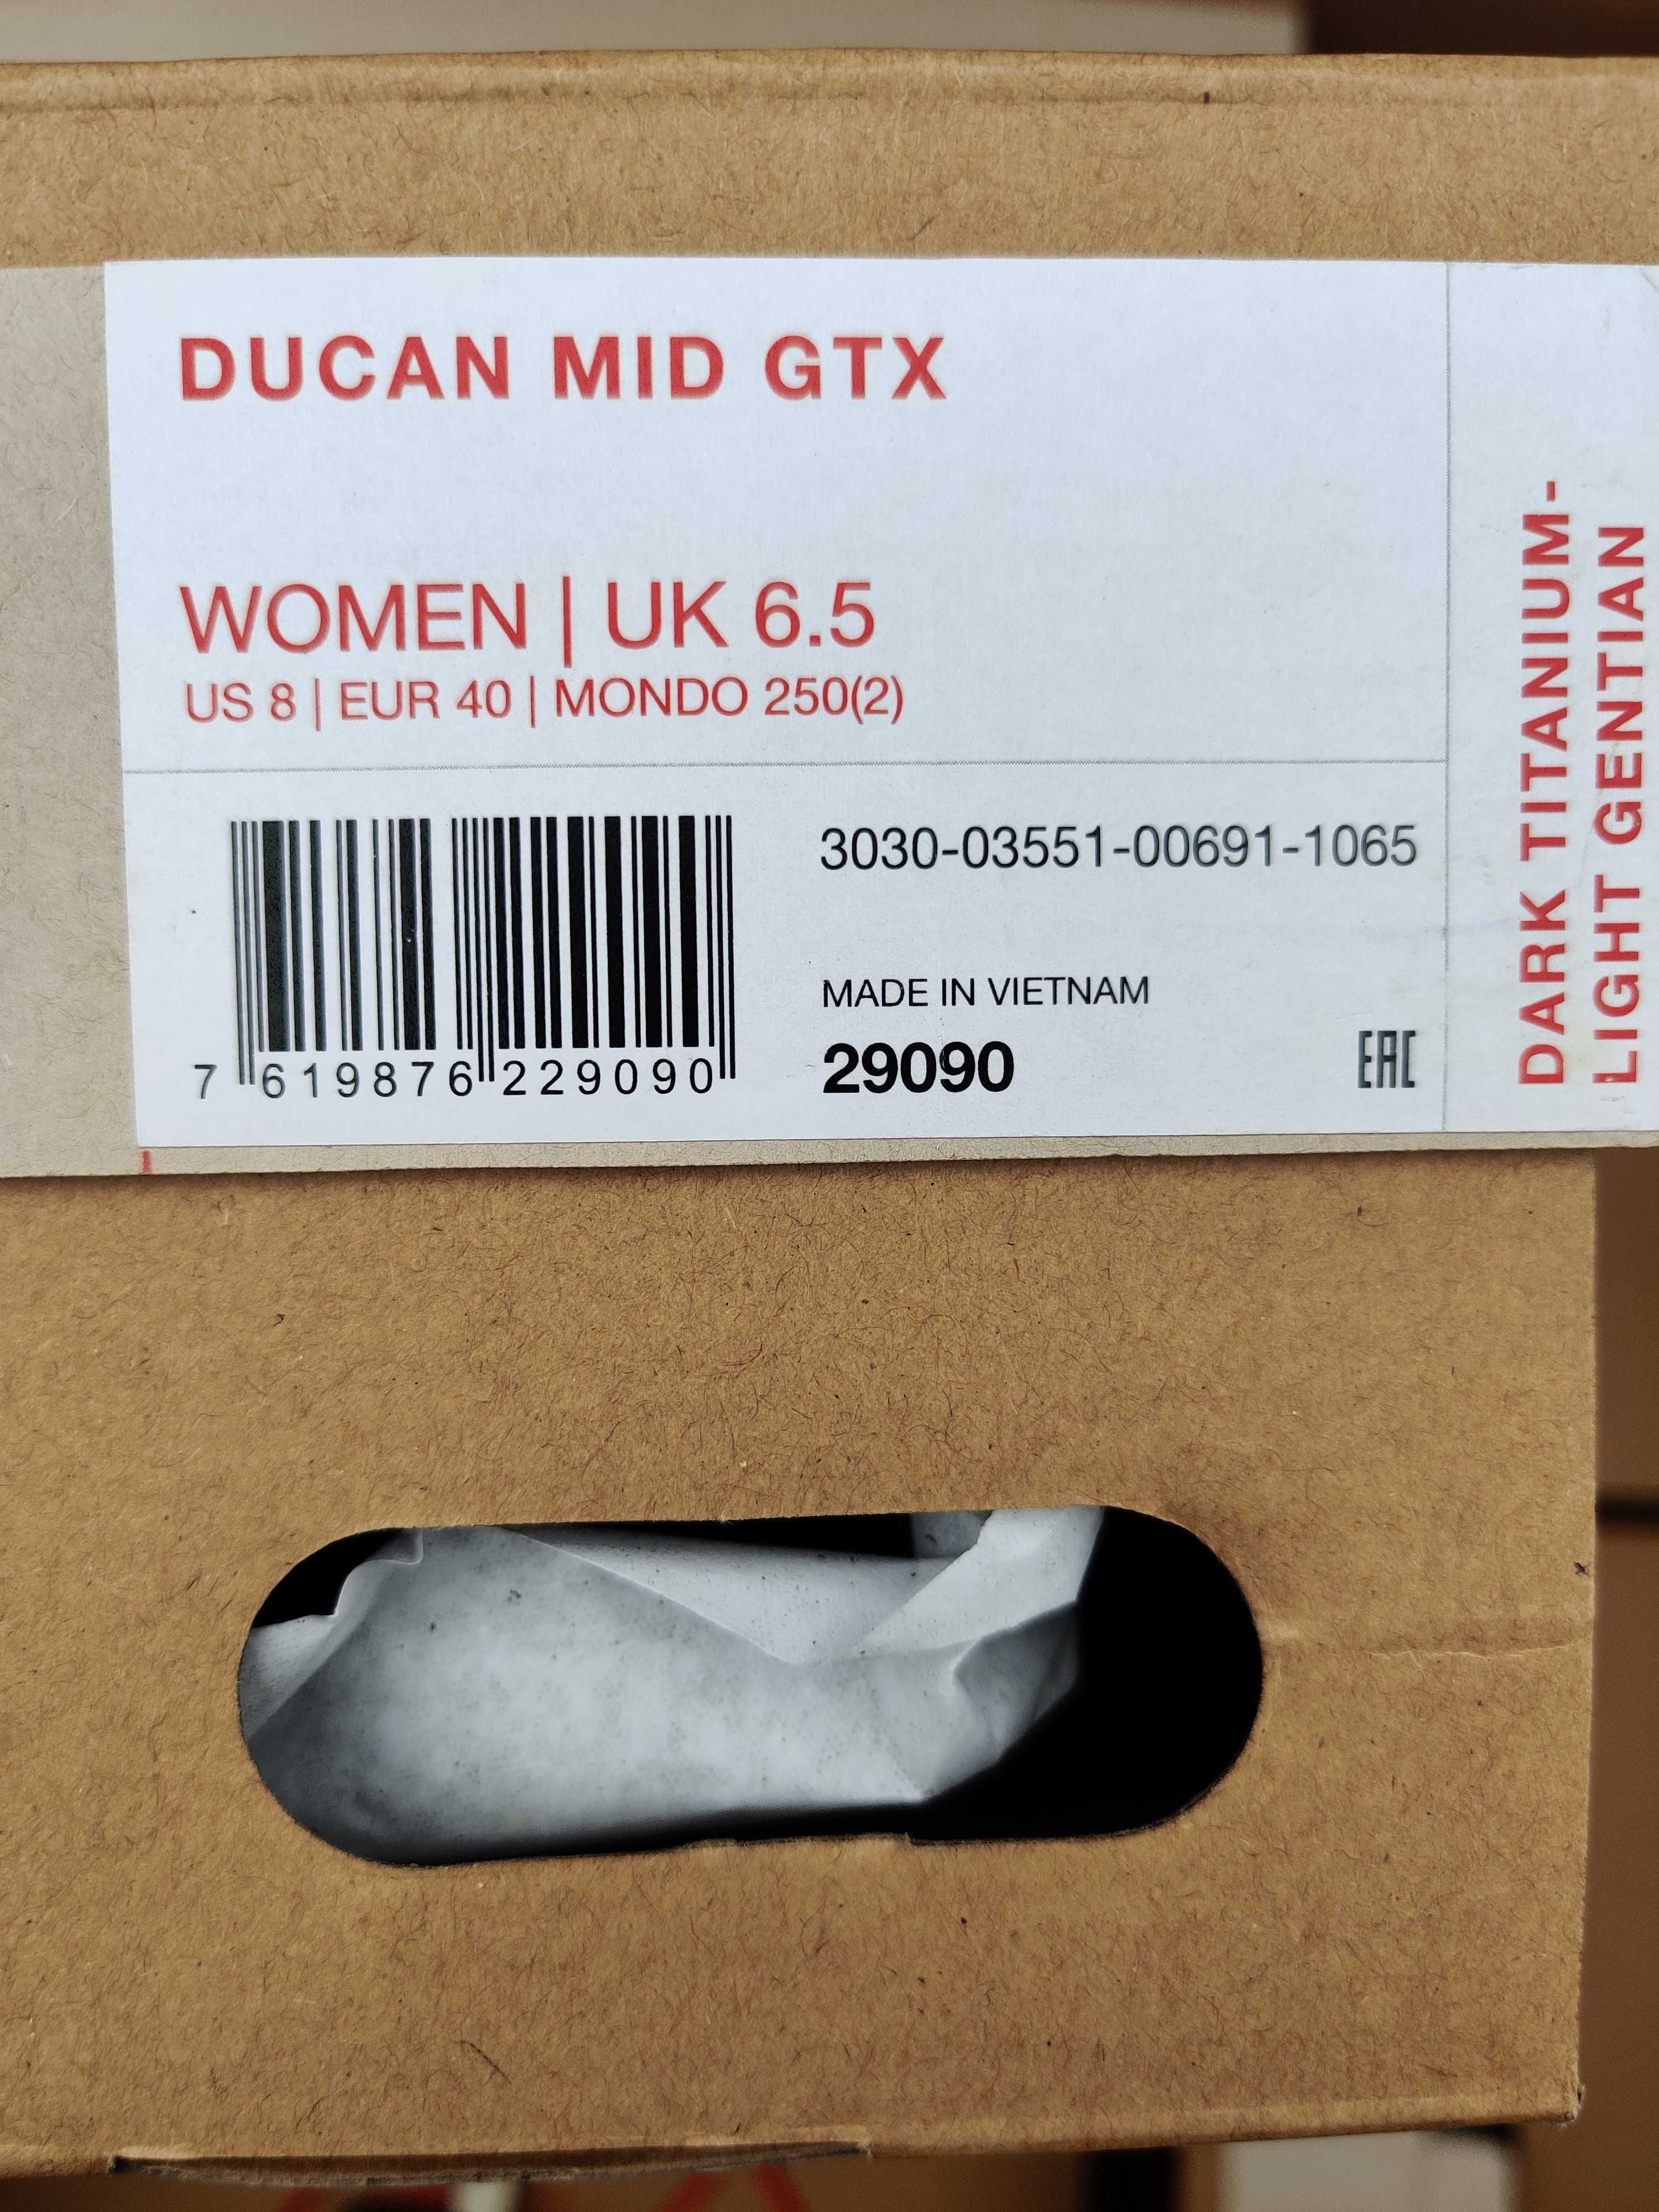 DUCAN MID GTX
WOMEN | UK 6.5
US 8 | EUR 40 | MONDO 250(2)
7 619876 229090
3030-03551-00691-1065
MADE IN VIETNAM
29090
EAC
DARK TITANIUM-
LIGHT GENTIAN